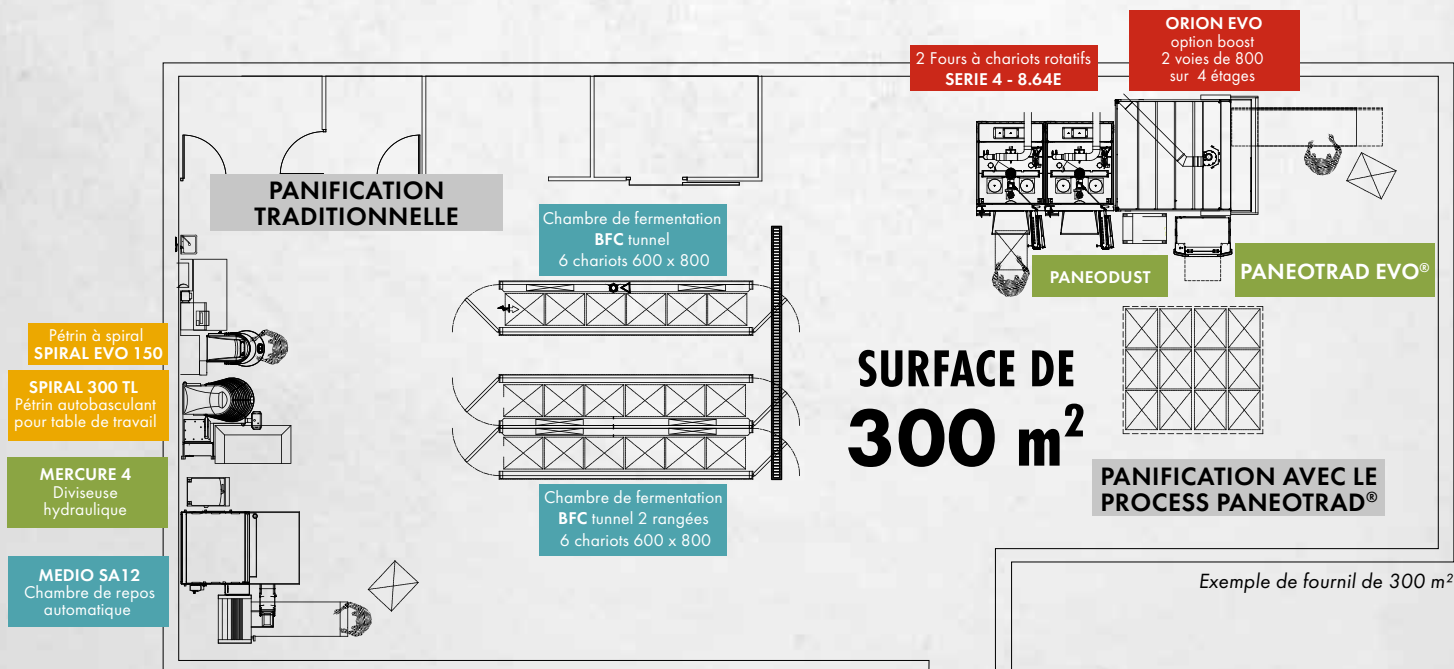 ORION EVO
option boost
2 voies de 800
sur 4 étages
2 Fours à chariots rotatifs
SERIE 4 - 8.64E
PANIFICATION
TRADITIONNELLE
Chambre de fermentation
BFC tunnel
6 chariots 600 x 800
PANEODUST
PANEOTRAD EVO®
Pétrin à spiral
SPIRAL EVO 150
SPIRAL 300 TL
Pétrin autobasculant
pour table de travail
SURFACE DE
300 m²
MERCURE 4
Diviseuse
hydraulique
PANIFICATION AVEC LE
PROCESS PANEOTRAD®
Chambre de fermentation
BFC tunnel 2 rangées
6 chariots 600 x 800
MEDIO SA12
Chambre de repos
automatique
Exemple de fournil de 300 m²